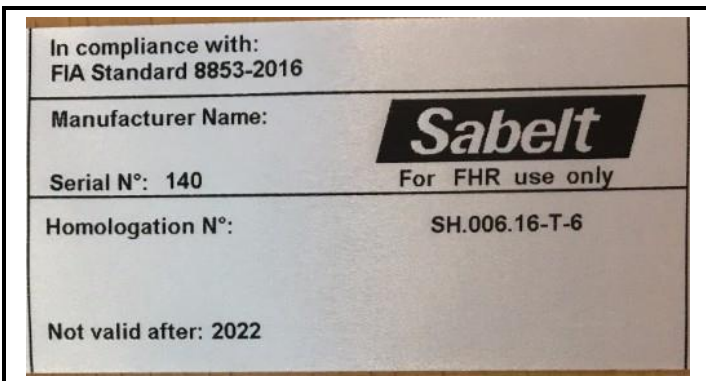 In compliance with:
FIA Standard 8853-2016
Manufacturer Name:
Sabelt
Serial N°: 140
For FHR use only
Homologation N°:
SH.006.16-T-6
Not valid after: 2022